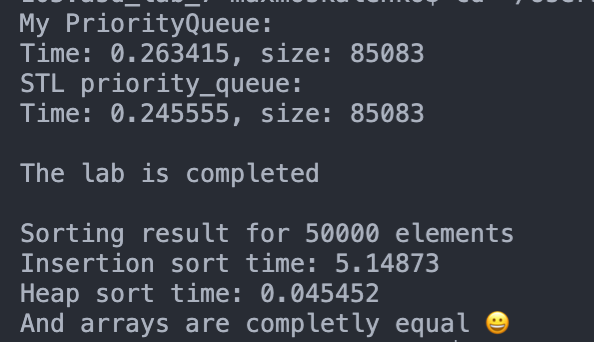 My PriorityQueue:
Time: 0.263415, size: 85083
STL priority_queue:
Time: 0.245555, size: 85083
The lab is completed
Sorting result for 50000 elements
Insertion sort time: 5.14873
Heap sort time: 0.045452
And arrays are completly equal 😀